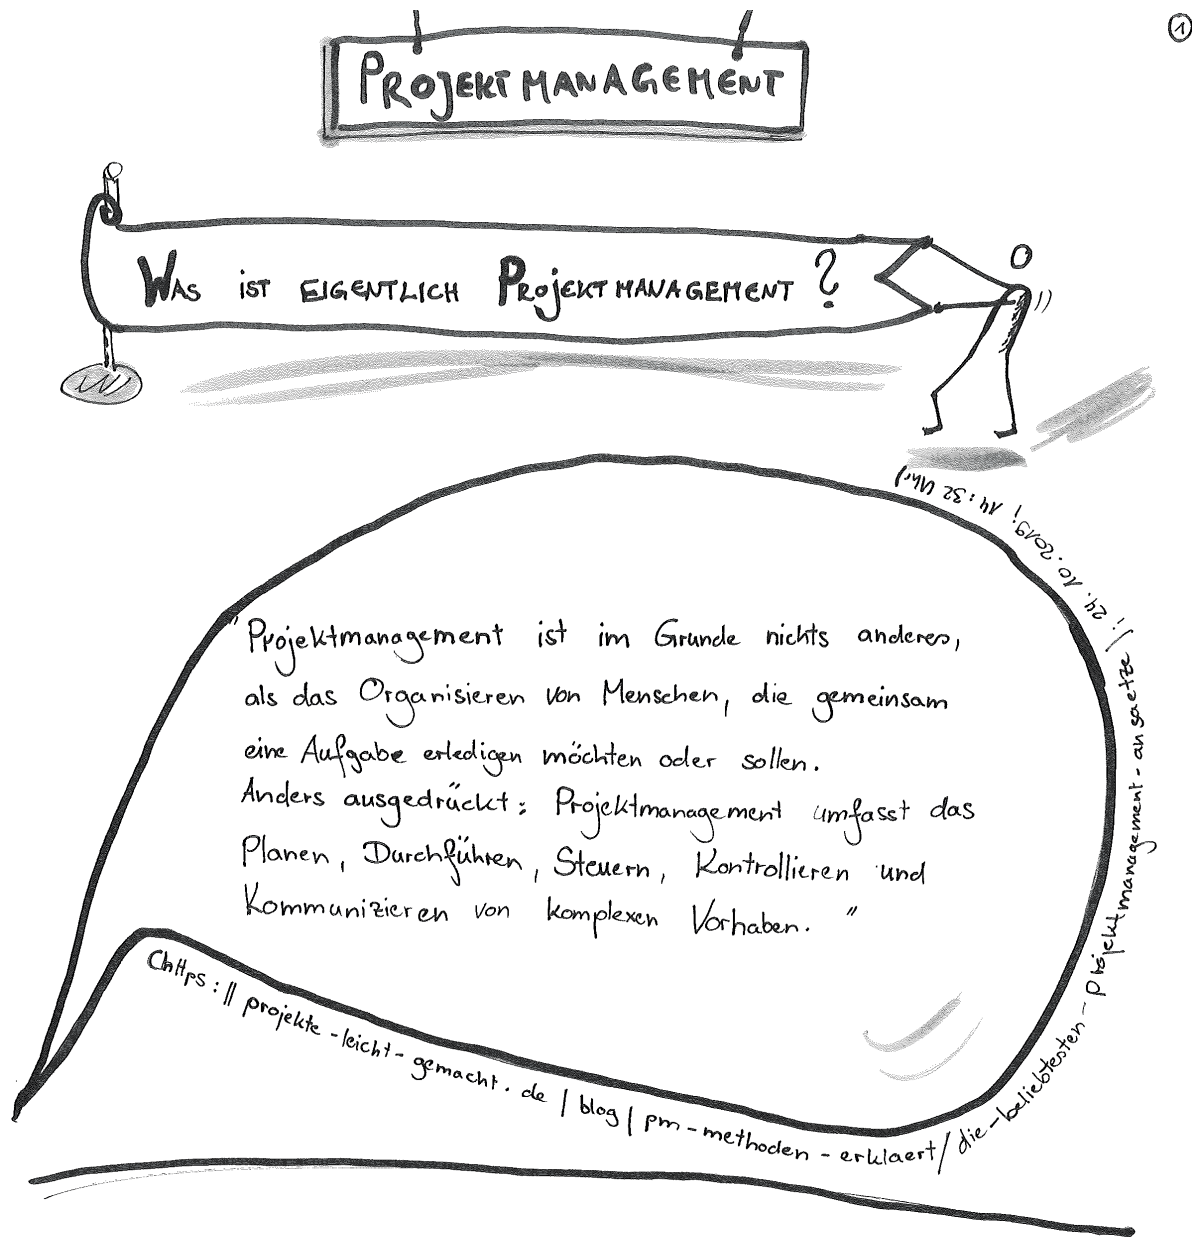 ①
PROJEKTMANAGEMENT
WAS IST EIGENTLICH PROJEKTMANAGEMENT ?
"Projektmanagement ist im Grunde nichts anderes,
als das Organisieren von Menschen, die gemeinsam
eine Aufgabe erledigen möchten oder sollen.
Anders ausgedrückt: Projektmanagement umfasst das
Planen, Durchführen, Steuern, Kontrollieren und
Kommunizieren von komplexen Vorhaben."
(https://projekte-leicht-gemacht.de/blog/pm-methoden-erklaert/die-beliebtesten-projektmanagement-ansaetze/; 24.10.2019; 14:32 Uhr)